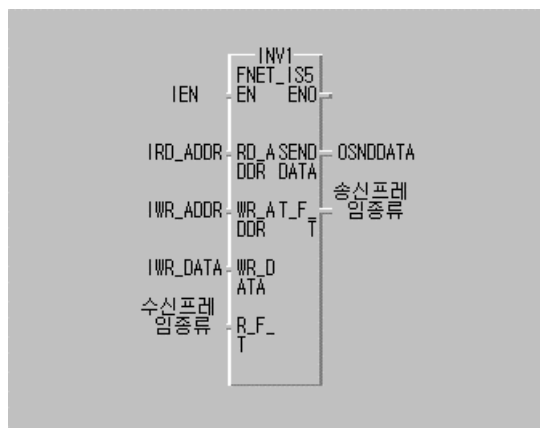 INV1
FNET_IS5
IEN EN ENO
IRD_ADDR RD_A SEND OSNDDATA
DDR DATA
송신프레
IWR_ADDR WR_A T_F_ 임종류
DDR T
IWR_DATA WR_D
ATA
수신프레
임종류 R_F_
T